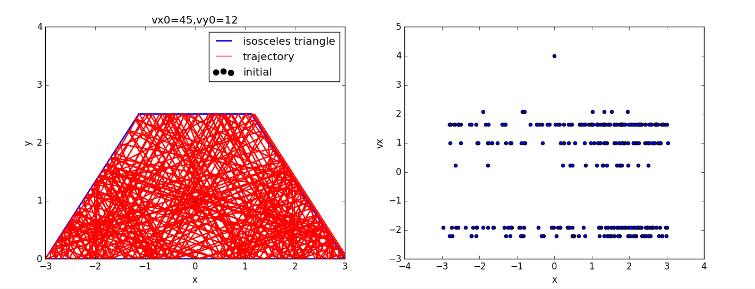 vx0=45,vy0=12
isosceles triangle
trajectory
initial
y
4
3
2
1
0
−3 −2 −1 0 1 2 3
x
vx
5
4
3
2
1
0
−1
−2
−3
−4 −3 −2 −1 0 1 2 3 4
x